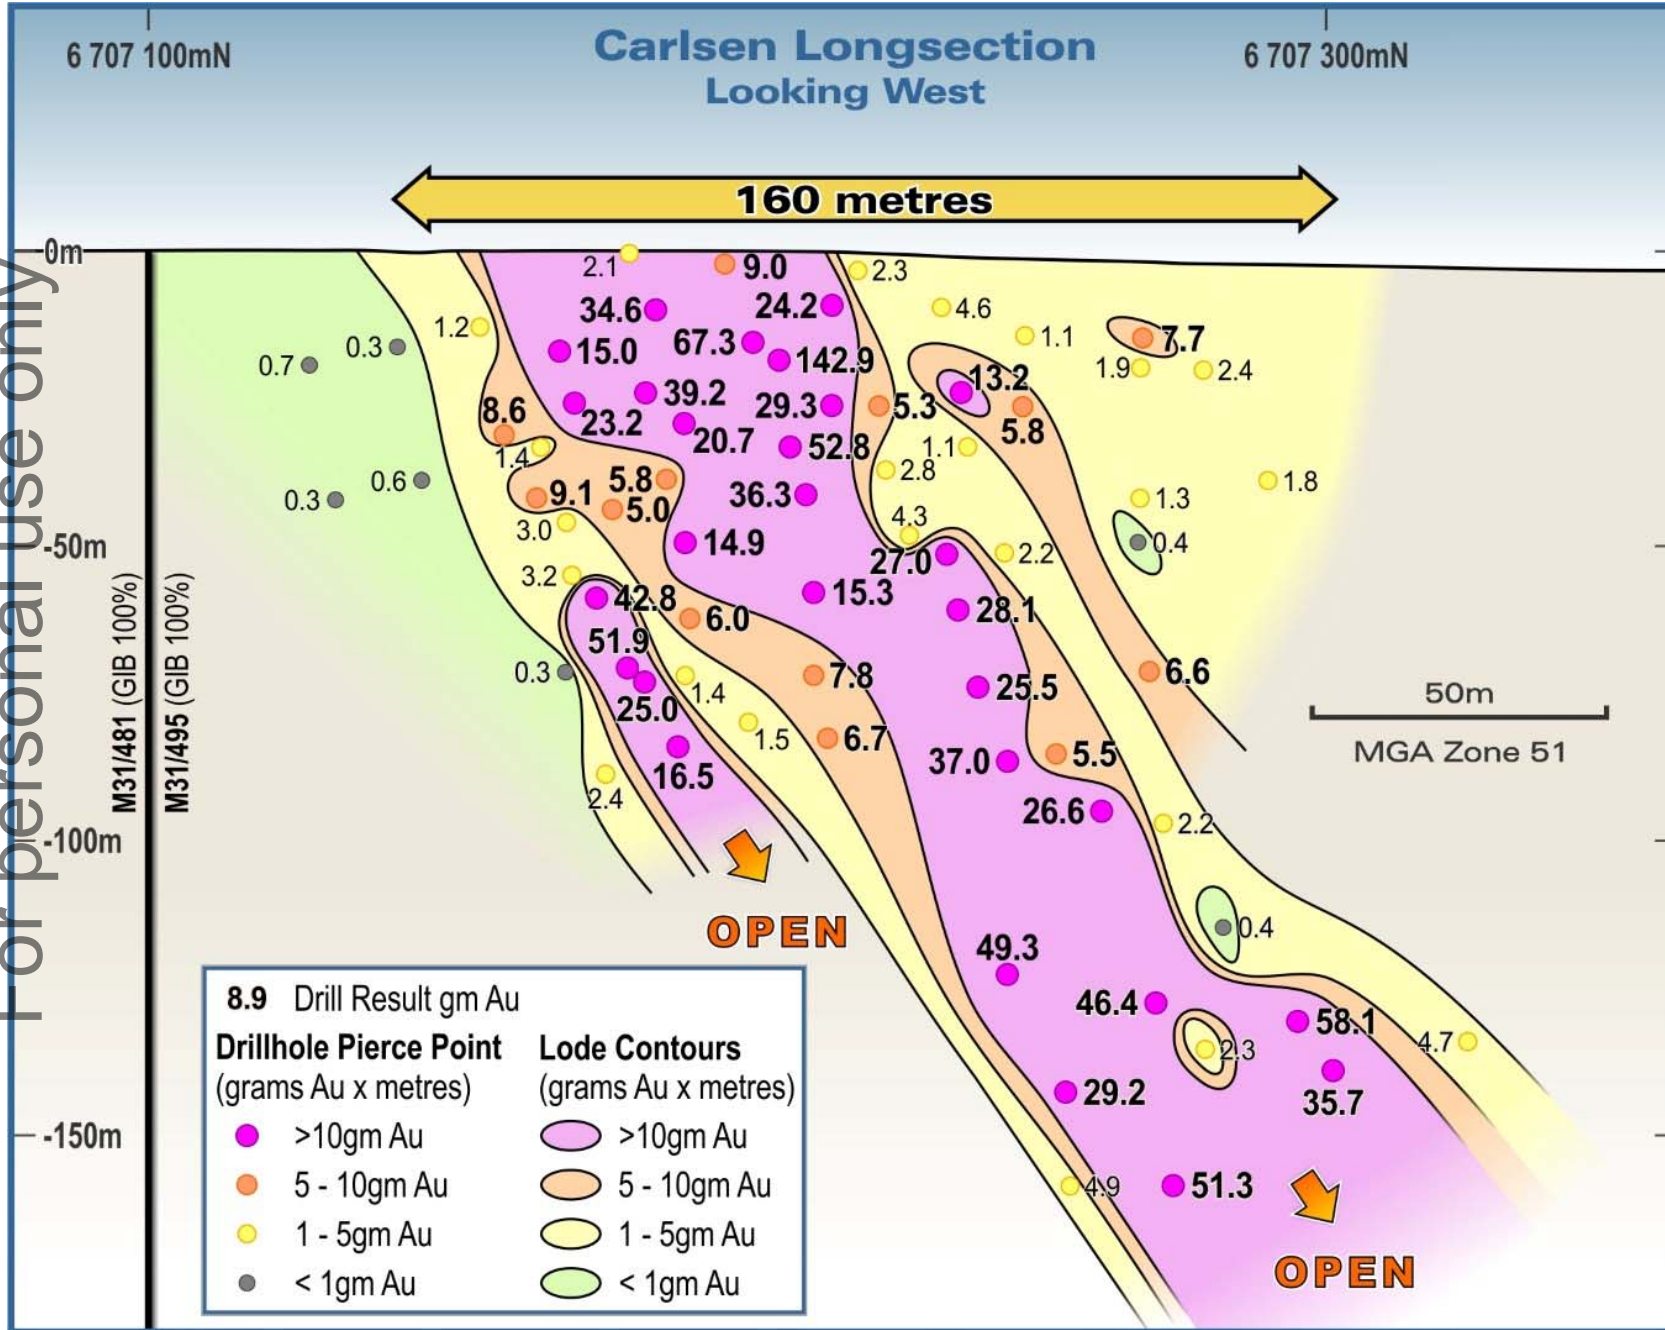 Carlsen Longsection
Looking West
6 707 100mN
6 707 300mN
160 metres
0m
-50m
-100m
-150m
For personal use only
M31/481 (GIB 100%)
M31/495 (GIB 100%)
2.1
9.0
2.3
34.6
24.2
4.6
1.2
67.3
1.1
7.7
0.3
15.0
142.9
0.7
1.9
2.4
39.2
13.2
23.2
29.3
5.3
5.8
8.6
20.7
52.8
1.1
1.4
2.8
0.6
5.8
1.8
0.3
9.1
36.3
1.3
5.0
3.0
4.3
14.9
0.4
27.0
2.2
3.2
42.8
15.3
28.1
6.0
51.9
0.3
7.8
6.6
1.4
25.5
25.0
1.5
6.7
5.5
37.0
16.5
2.4
26.6
2.2
50m
MGA Zone 51
OPEN
0.4
49.3
46.4
58.1
2.3
4.7
29.2
35.7
4.9
51.3
OPEN
8.9 Drill Result gm Au
Drillhole Pierce Point
(grams Au x metres)
>10gm Au
5 - 10gm Au
1 - 5gm Au
< 1gm Au
Lode Contours
(grams Au x metres)
>10gm Au
5 - 10gm Au
1 - 5gm Au
< 1gm Au